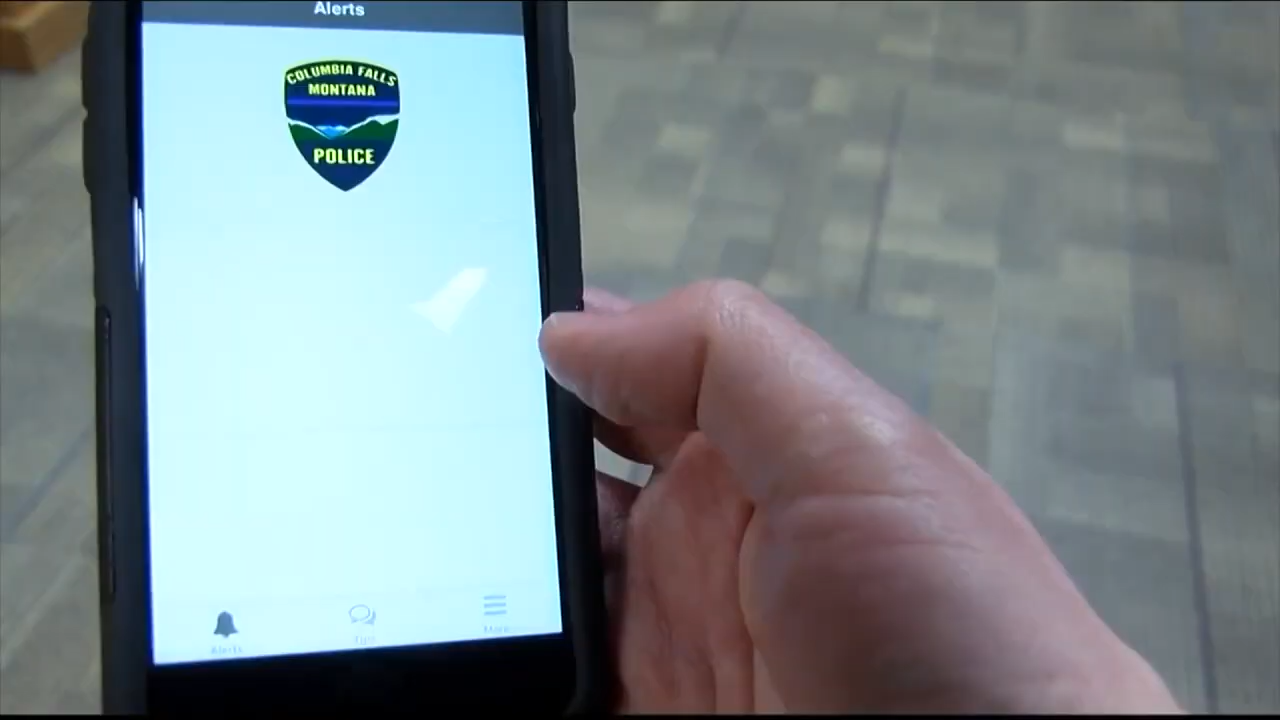 Alerts
COLUMBIA FALLS
MONTANA
POLICE
Alerts
Tips
More